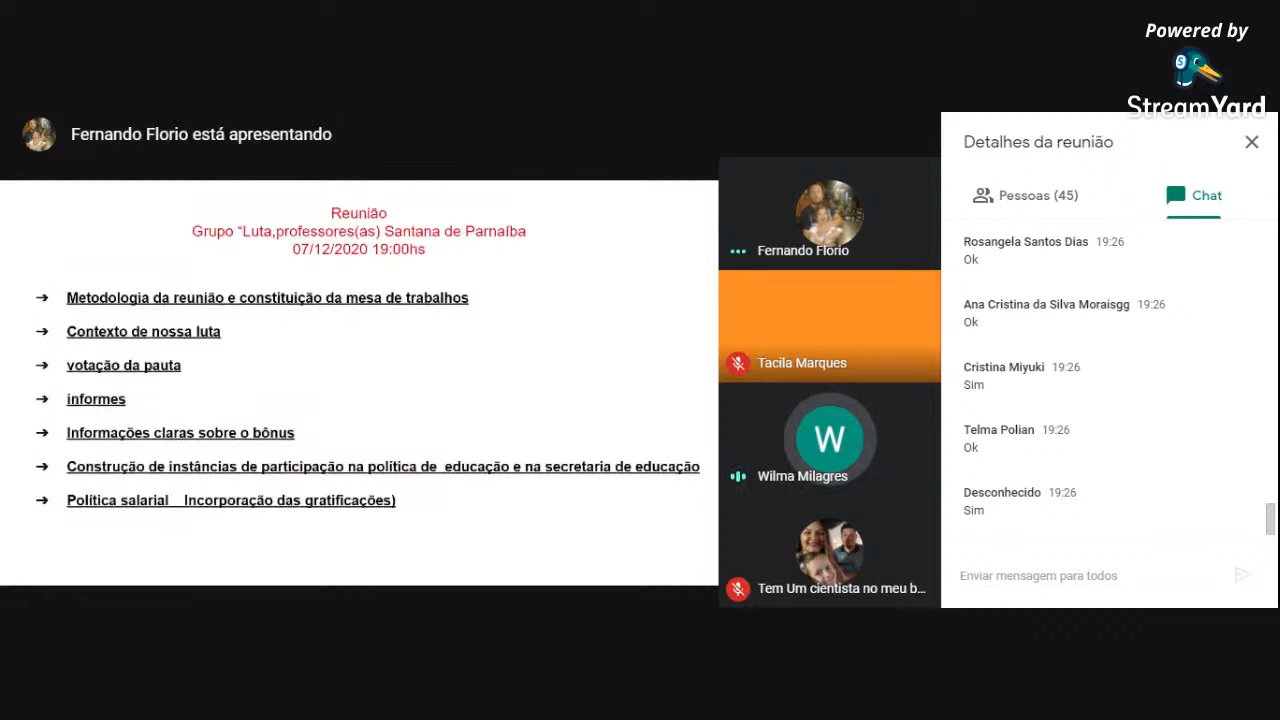 Powered by
StreamYard
Fernando Florio está apresentando
Reunião
Grupo “Luta,professores(as) Santana de Parnaíba
07/12/2020 19:00hs
➔ Metodologia da reunião e constituição da mesa de trabalhos
➔ Contexto de nossa luta
➔ votação da pauta
➔ informes
➔ Informações claras sobre o bônus
➔ Construção de instâncias de participação na política de  educação e na secretaria de educação
➔ Política salarial    Incorporação das gratificações)
Fernando Florio
Tacila Marques
W
Wilma Milagres
Tem Um cientista no meu b...
Detalhes da reunião
Pessoas (45)
Chat
Rosangela Santos Dias 19:26
Ok
Ana Cristina da Silva Moraisgg 19:26
Ok
Cristina Miyuki 19:26
Sim
Telma Polian 19:26
Ok
Desconhecido 19:26
Sim
Enviar mensagem para todos